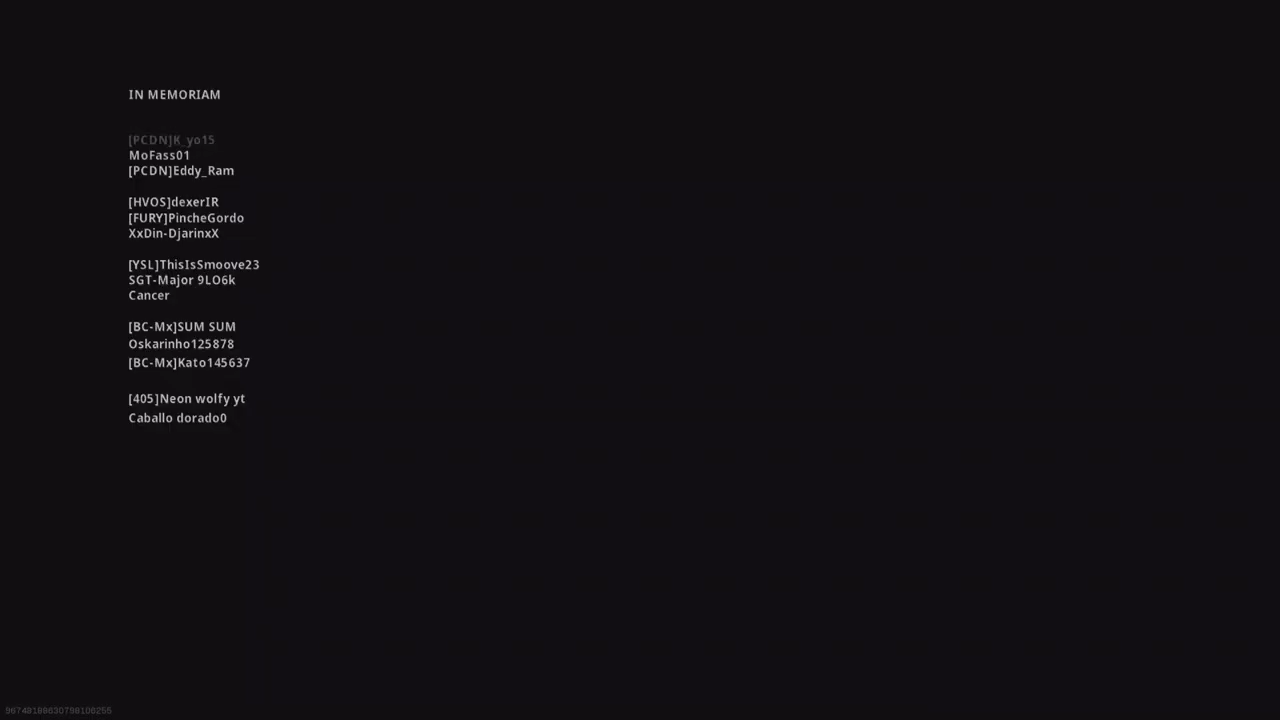 IN MEMORIAM
[PCDN]K_yo15
MoFass01
[PCDN]Eddy_Ram
[HVOS]dexerIR
[FURY]PincheGordo
XxDin-DjarinxX
[YSL]ThisIsSmoove23
SGT-Major 9LO6k
Cancer
[BC-Mx]SUM SUM
Oskarinho125878
[BC-Mx]Kato145637
[405]Neon wolfy yt
Caballo dorado0